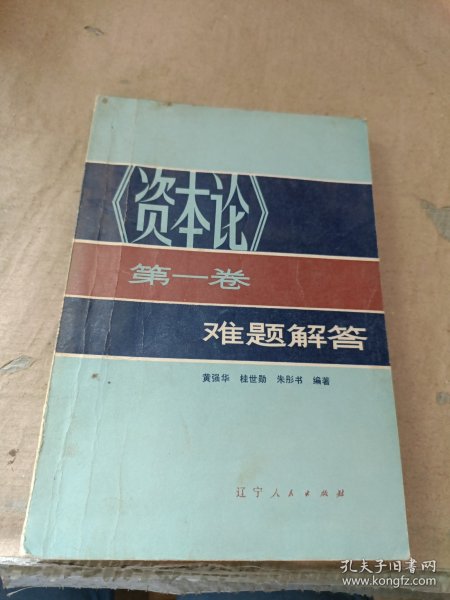 《资本论》
第一卷
难题解答
黄强华 桂世勋 朱彤书 编著
辽宁人民出版社
孔夫子旧书网
www.kongfz.com